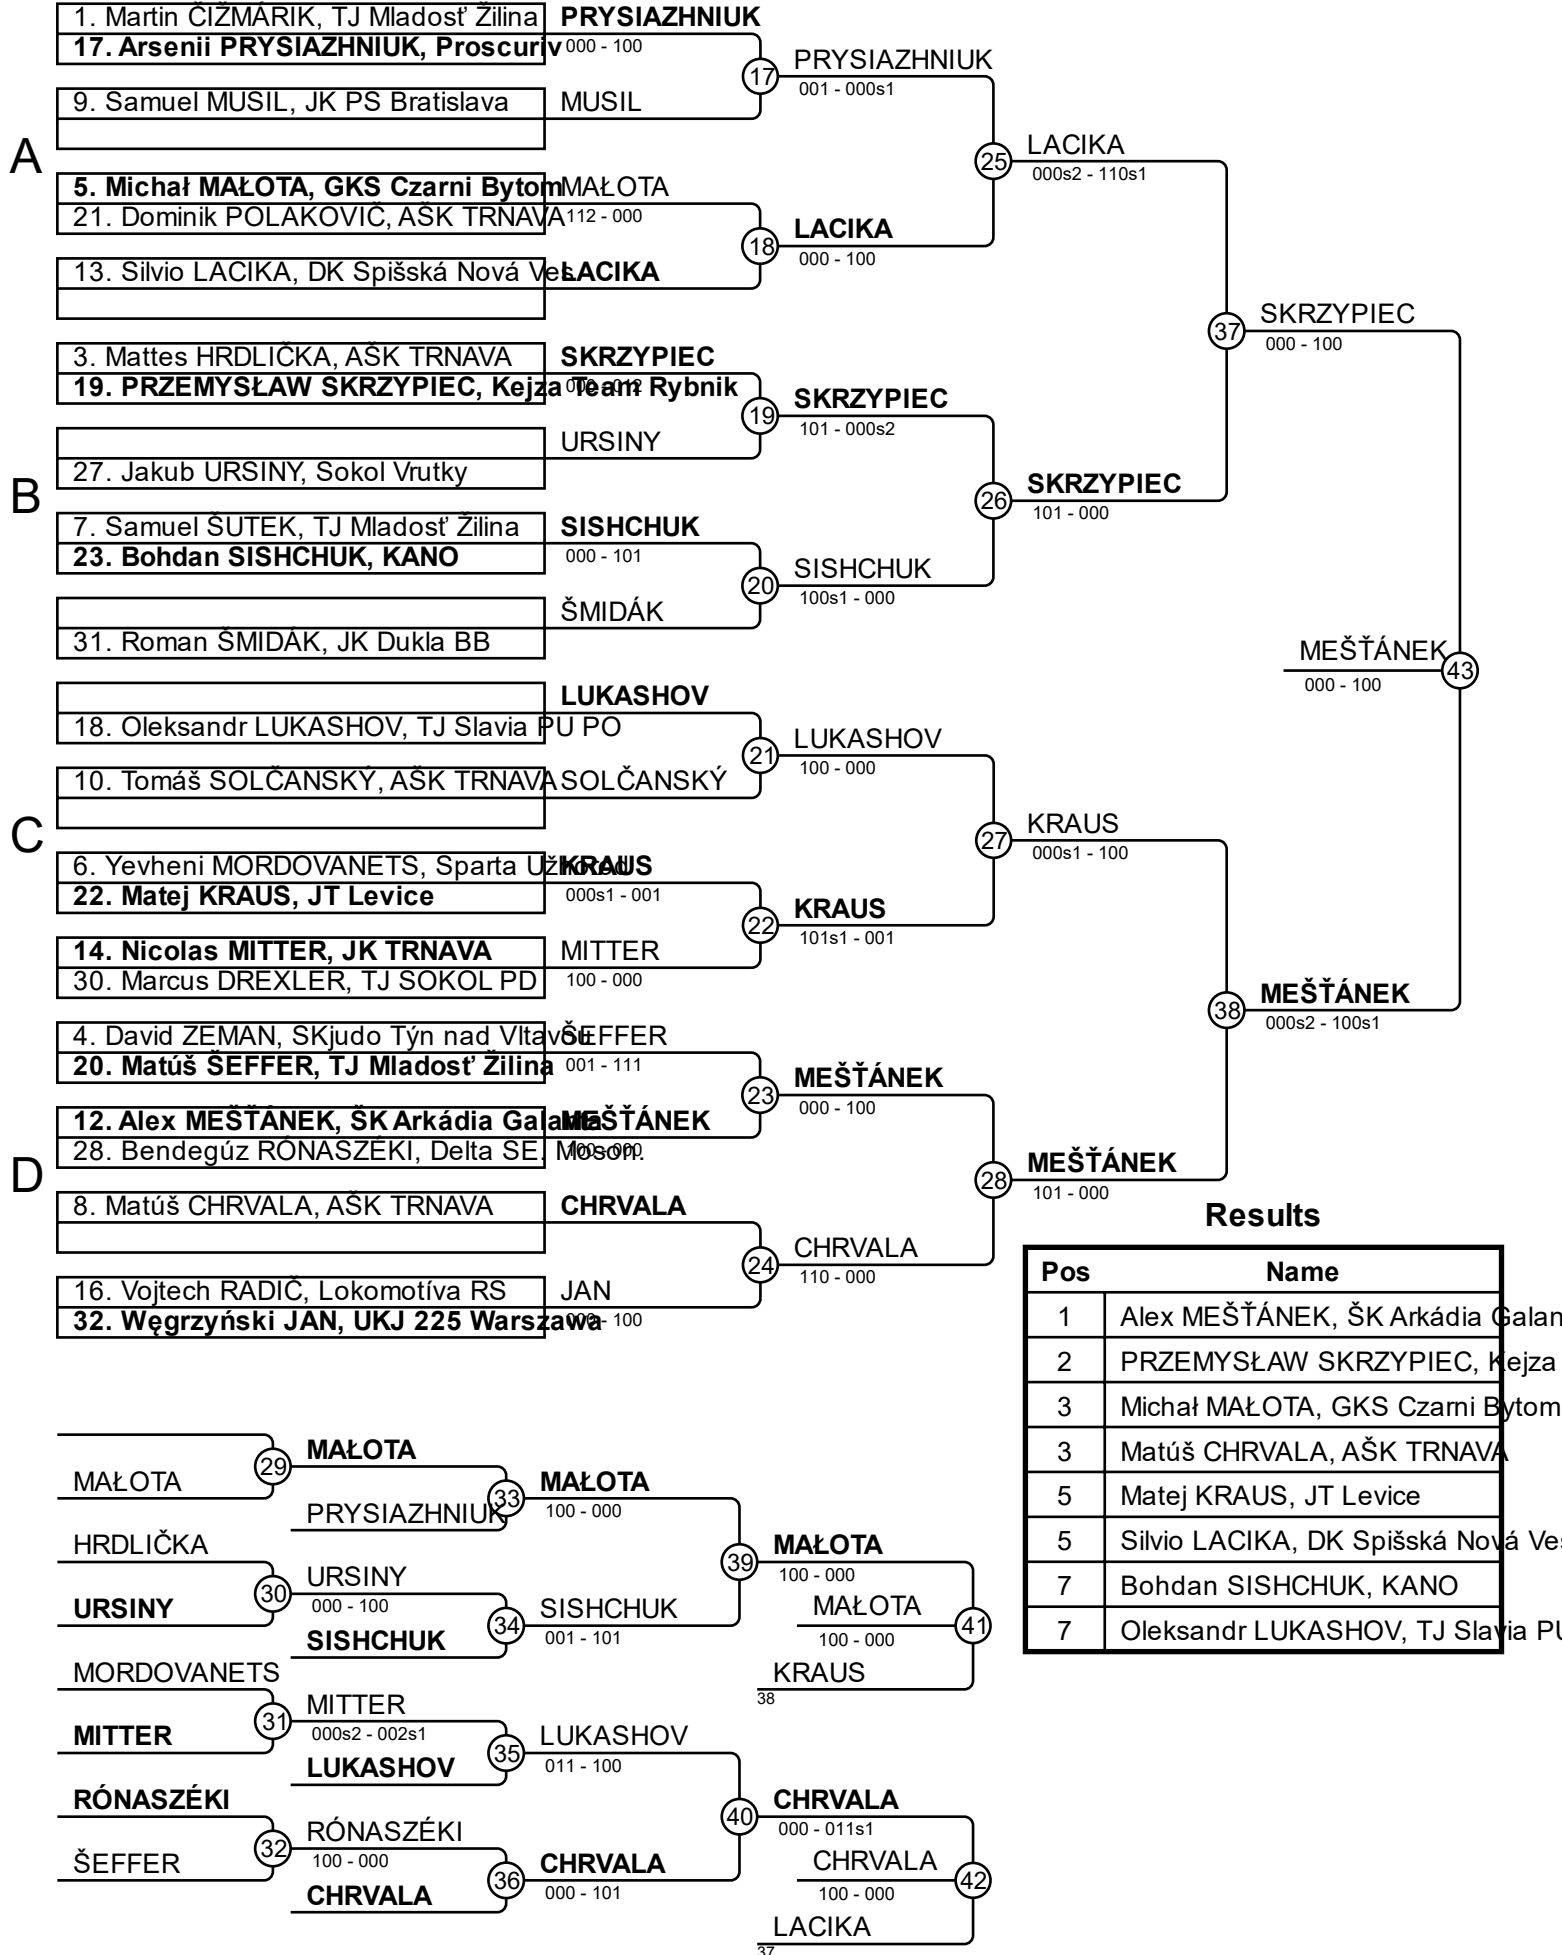 1. Martin ČIŽMÁRIK, TJ Mladosť Žilina
17. Arsenii PRYSIAZHNIUK, Proscuriv
PRYSIAZHNIUK
000 - 100
9. Samuel MUSIL, JK PS Bratislava
MUSIL
17
PRYSIAZHNIUK
001 - 000s1
A
5. Michał MAŁOTA, GKS Czarni Bytom
21. Dominik POLAKOVIČ, AŠK TRNAVA
MAŁOTA
112 - 000
13. Silvio LACIKA, DK Spišská Nová Ves
LACIKA
18
LACIKA
000 - 100
25
LACIKA
000s2 - 110s1
3. Mattes HRDLIČKA, AŠK TRNAVA
19. PRZEMYSŁAW SKRZYPIEC, Kejza Team Rybnik
SKRZYPIEC
000 - 012
27. Jakub URSINY, Sokol Vrutky
URSINY
19
SKRZYPIEC
101 - 000s2
B
7. Samuel ŠUTEK, TJ Mladosť Žilina
23. Bohdan SISHCHUK, KANO
SISHCHUK
000 - 101
31. Roman ŠMIDÁK, JK Dukla BB
ŠMIDÁK
20
SISHCHUK
100s1 - 000
26
SKRZYPIEC
101 - 000
37
SKRZYPIEC
000 - 100
18. Oleksandr LUKASHOV, TJ Slavia PU PO
LUKASHOV
10. Tomáš SOLČANSKÝ, AŠK TRNAVA
SOLČANSKÝ
21
LUKASHOV
100 - 000
C
6. Yevheni MORDOVANETS, Sparta Užhorod
22. Matej KRAUS, JT Levice
KRAUS
000s1 - 001
14. Nicolas MITTER, JK TRNAVA
30. Marcus DREXLER, TJ SOKOL PD
MITTER
100 - 000
22
KRAUS
101s1 - 001
27
KRAUS
000s1 - 100
4. David ZEMAN, SKjudo Týn nad Vltavou
20. Matúš ŠEFFER, TJ Mladosť Žilina
ŠEFFER
001 - 111
12. Alex MEŠŤÁNEK, ŠK Arkádia Galanta
28. Bendegúz RÓNASZÉKI, Delta SE. Moson.
MEŠŤÁNEK
100 - 000
23
MEŠŤÁNEK
000 - 100
D
8. Matúš CHRVALA, AŠK TRNAVA
CHRVALA
16. Vojtech RADIČ, Lokomotíva RS
32. Węgrzyński JAN, UKJ 225 Warszawa
JAN
000 - 100
24
CHRVALA
110 - 000
28
MEŠŤÁNEK
101 - 000
38
MEŠŤÁNEK
000s2 - 100s1
MEŠŤÁNEK
43
000 - 100
Results
Pos Name
1 Alex MEŠŤÁNEK, ŠK Arkádia Galan
2 PRZEMYSŁAW SKRZYPIEC, Kejza
3 Michał MAŁOTA, GKS Czarni Bytom
3 Matúš CHRVALA, AŠK TRNAVA
5 Matej KRAUS, JT Levice
5 Silvio LACIKA, DK Spišská Nová Ves
7 Bohdan SISHCHUK, KANO
7 Oleksandr LUKASHOV, TJ Slavia PU
MAŁOTA
29
MAŁOTA
PRYSIAZHNIUK
33
MAŁOTA
100 - 000
HRDLIČKA
URSINY
30
URSINY
000 - 100
SISHCHUK
34
SISHCHUK
001 - 101
39
MAŁOTA
100 - 000
MAŁOTA
41
100 - 000
KRAUS
38
MORDOVANETS
MITTER
31
MITTER
000s2 - 002s1
LUKASHOV
35
LUKASHOV
011 - 100
RÓNASZÉKI
ŠEFFER
32
RÓNASZÉKI
100 - 000
CHRVALA
36
CHRVALA
000 - 101
40
CHRVALA
000 - 011s1
CHRVALA
42
100 - 000
LACIKA
37